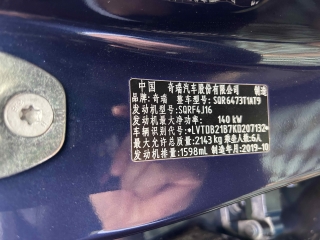 中国 奇瑞汽车股份有限公司 制造
品牌：奇瑞 整车型号：SQR6473T1AT9
发动机型号：SQRF4J16
发动机最大净功率：140 kW
车辆识别代号：★LVTDB21B7KD207132★
最大允许总质量：2143 kg 乘坐人数：6人
发动机排量：1598mL 制造年月：2019-10